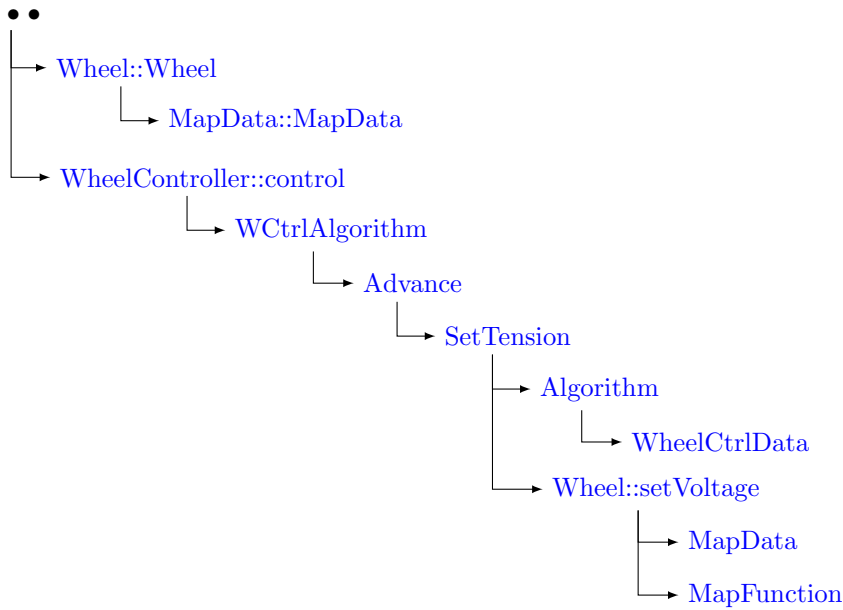 ••
Wheel::Wheel
MapData::MapData
WheelController::control
WCtrlAlgorithm
Advance
SetTension
Algorithm
WheelCtrlData
Wheel::setVoltage
MapData
MapFunction